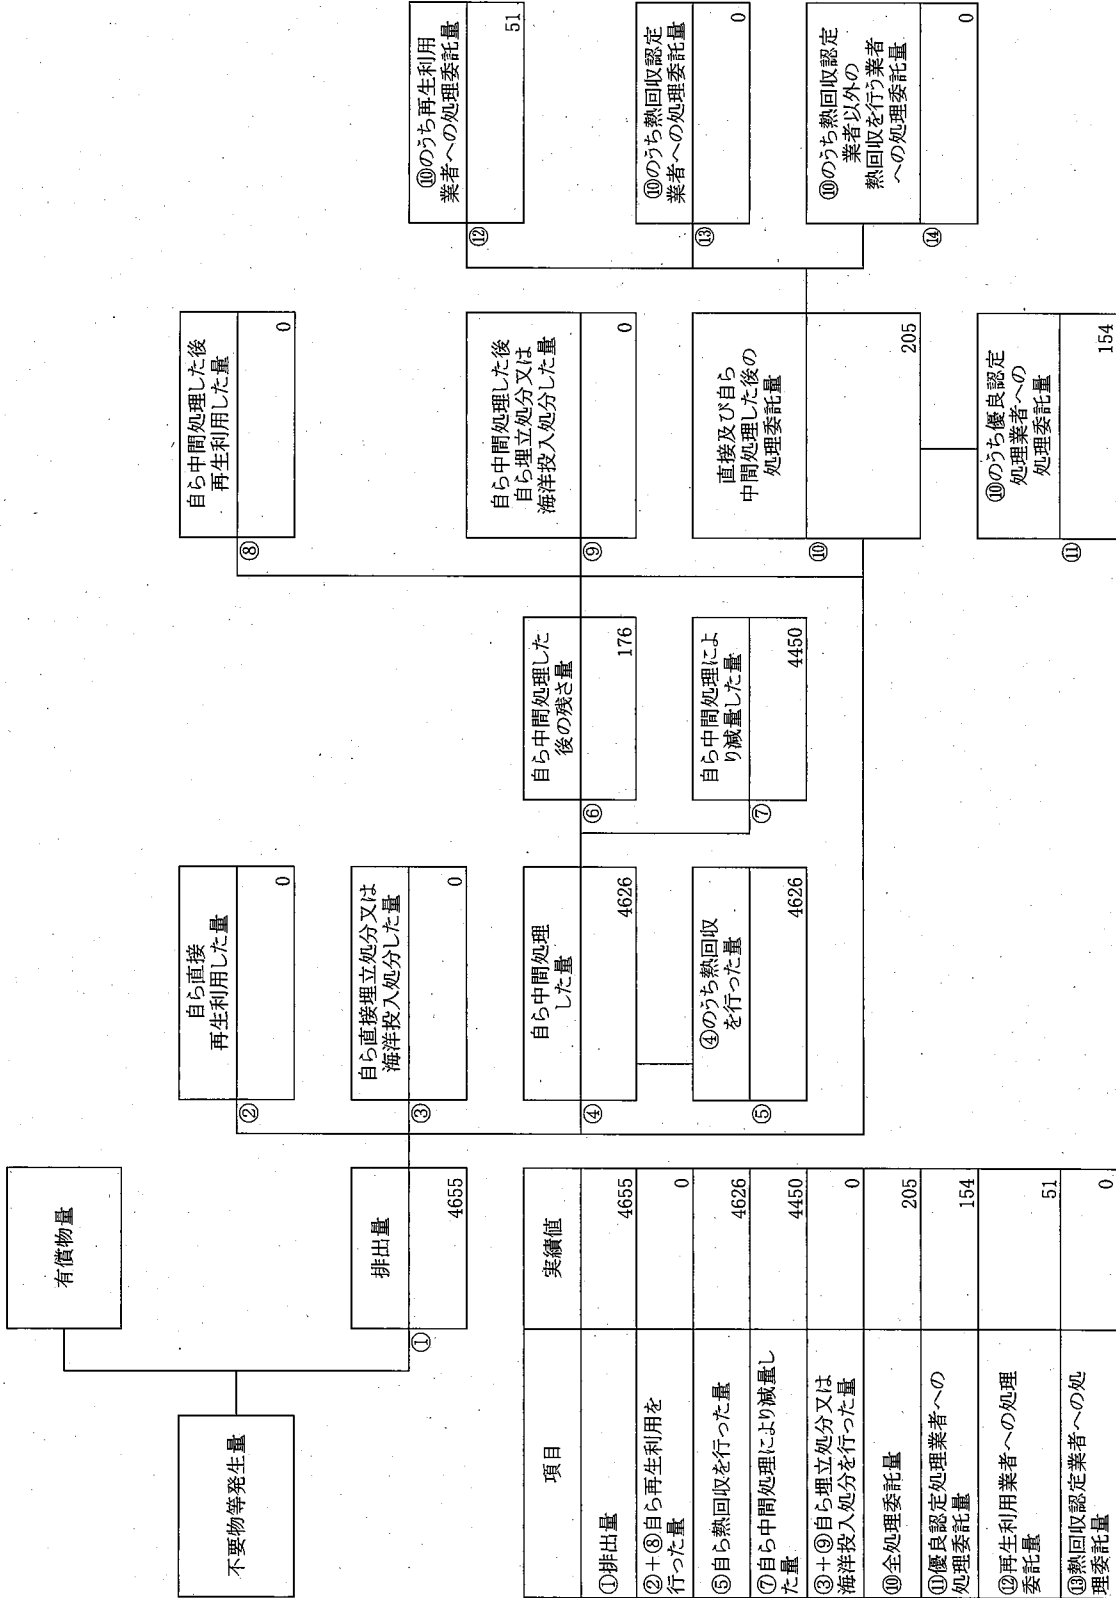 不要物等発生量
有償物量
排出量
①
4655
自ら直接
再生利用した量
②
0
自ら直接埋立処分又は
海洋投入処分した量
③
0
自ら中間処理
した量
④
4626
④のうち熱回収
を行った量
⑤
4626
自ら中間処理した
後の残さ量
⑥
176
自ら中間処理によ
り減量した量
⑦
4450
自ら中間処理した後
再生利用した量
⑧
0
自ら中間処理した後
自ら埋立処分又は
海洋投入処分した量
⑨
0
直接及び自ら
中間処理した後の
処理委託量
⑩
205
⑩のうち優良認定
処理業者への
処理委託量
⑪
154
⑩のうち再生利用
業者への処理委託量
⑫
51
⑩のうち熱回収認定
業者への処理委託量
⑬
0
⑩のうち熱回収認定
業者以外の
熱回収を行う業者
への処理委託量
⑭
0
項目 実績値
①排出量 4655
②+⑧自ら再生利用を
行った量 0
⑤自ら熱回収を行った量 4626
⑦自ら中間処理により減量し
た量 4450
③+⑨自ら埋立処分又は
海洋投入処分を行った量 0
⑩全処理委託量 205
⑪優良認定処理業者への
処理委託量 154
⑫再生利用業者への処理
委託量 51
⑬熱回収認定業者への処
理委託量 0